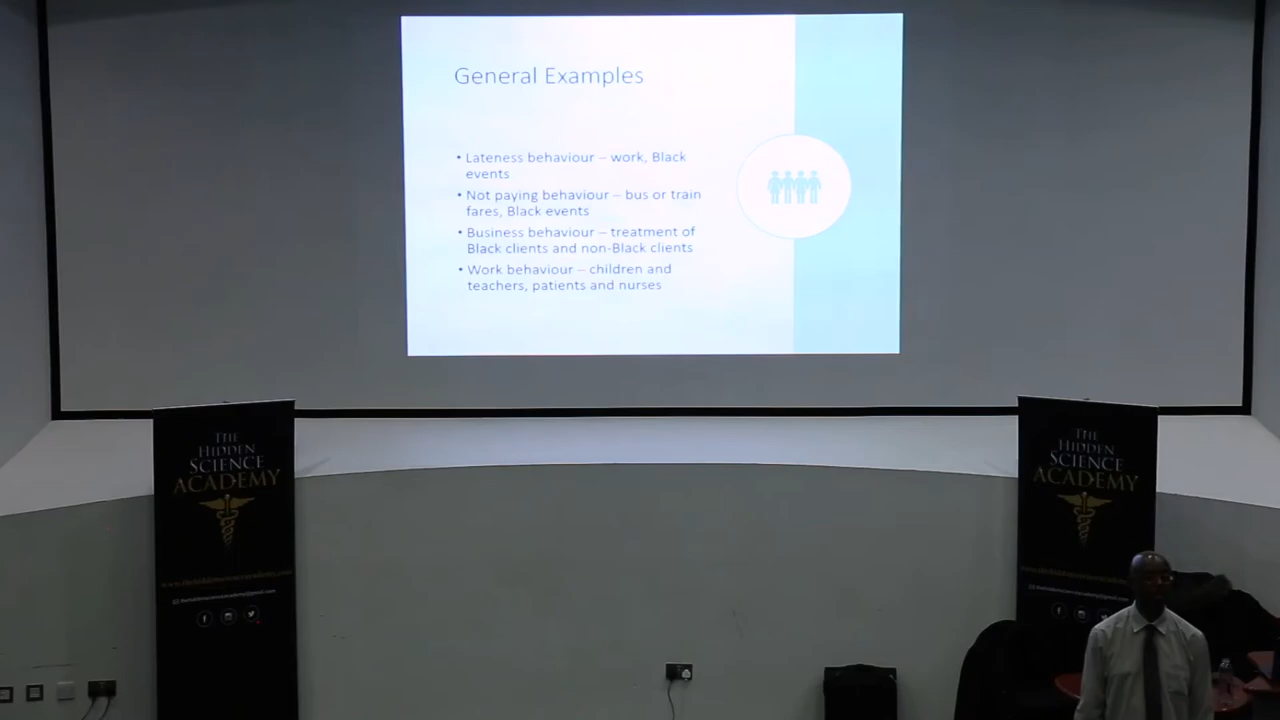 General Examples
• Lateness behaviour – work, Black
events
• Not paying behaviour – bus or train
fares, Black events
• Business behaviour – treatment of
Black clients and non-Black clients
• Work behaviour – children and
teachers, patients and nurses
THE
HIDDEN
SCIENCE
ACADEMY
THE
HIDDEN
SCIENCE
ACADEMY